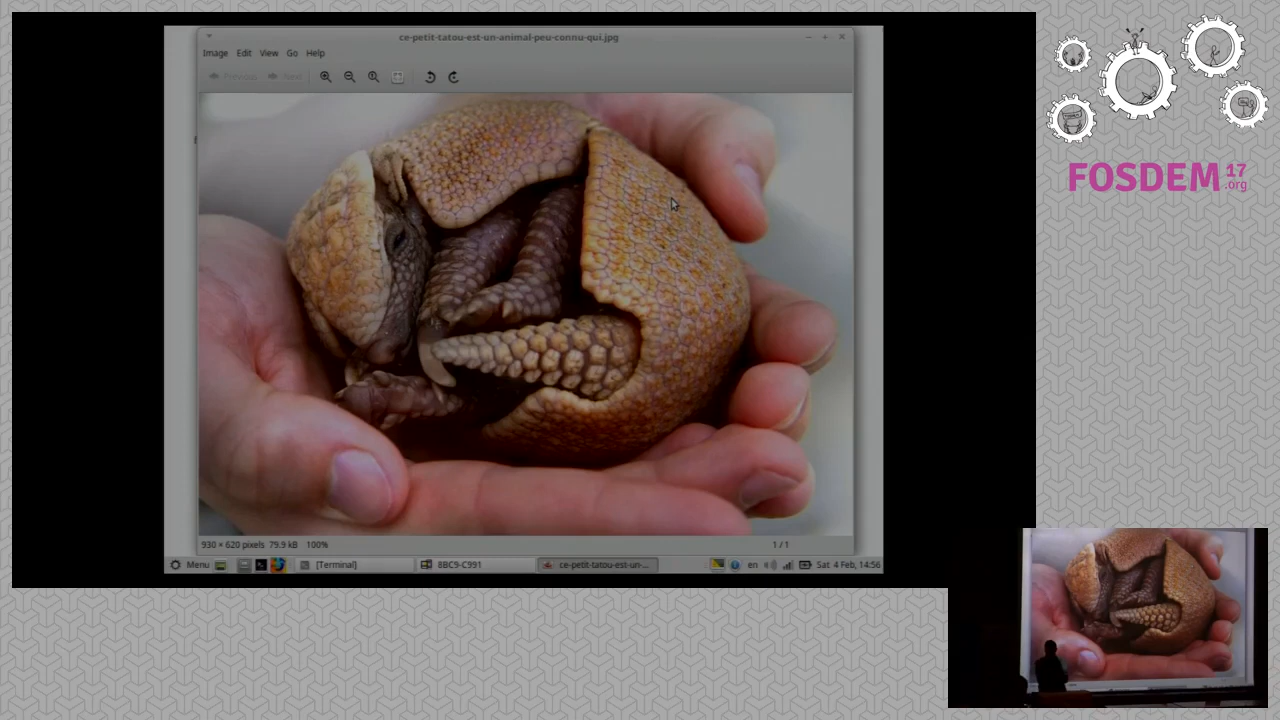 ce-petit-tatou-est-un-animal-peu-connu-qui.jpg
Image Edit View Go Help
Previous Next
930 × 620 pixels 79.9 kB 100% 1 / 1
Menu [Terminal] 8BC9-C991 ce-petit-tatou-est-un-... en Sat 4 Feb, 14:56
FOSDEM 17
.org